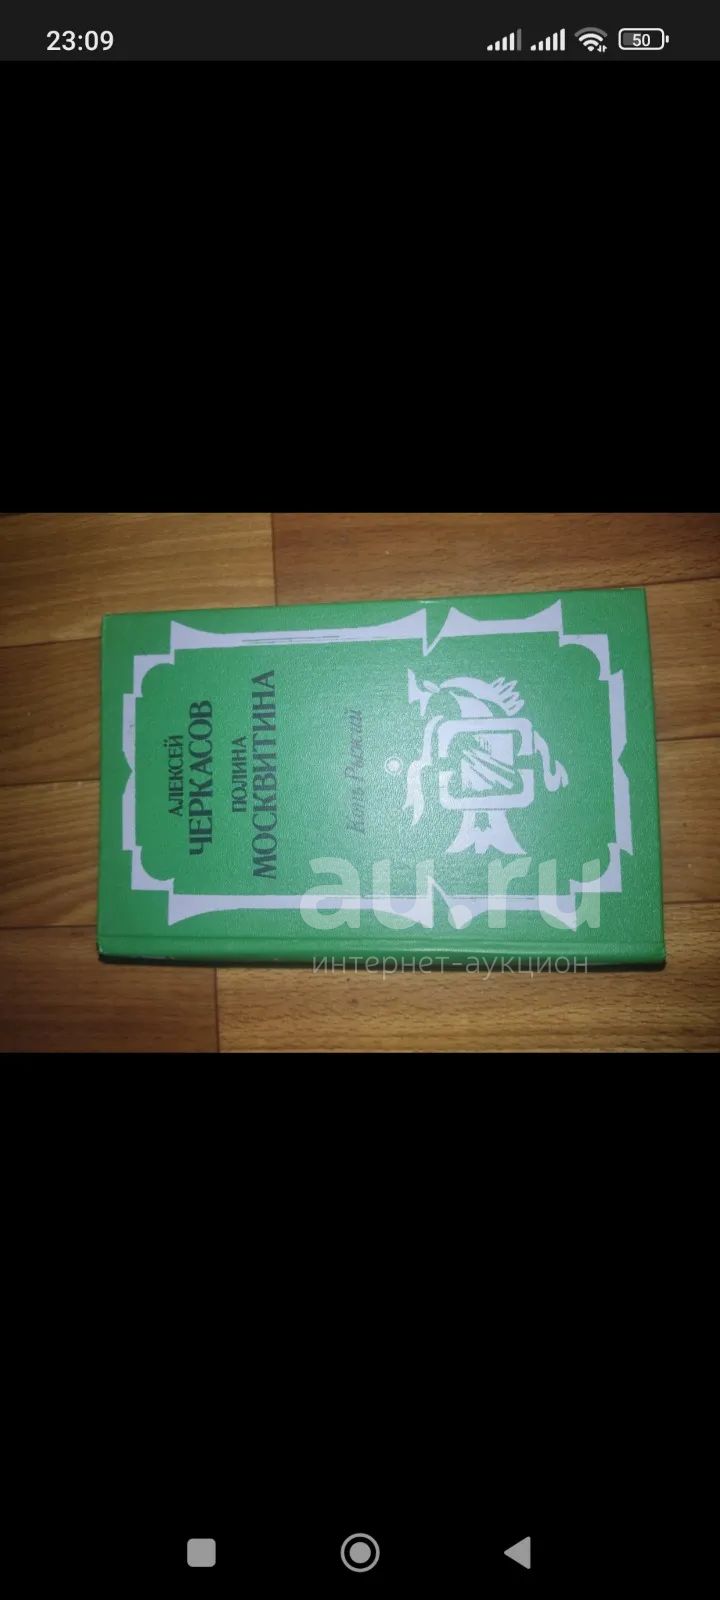 23:09
50
АЛЕКСЕЙ
ЧЕРКАСОВ
ПОЛИНА
МОСКВИТИНА
Конь Рыжий
au.ru
интернет-аукцион